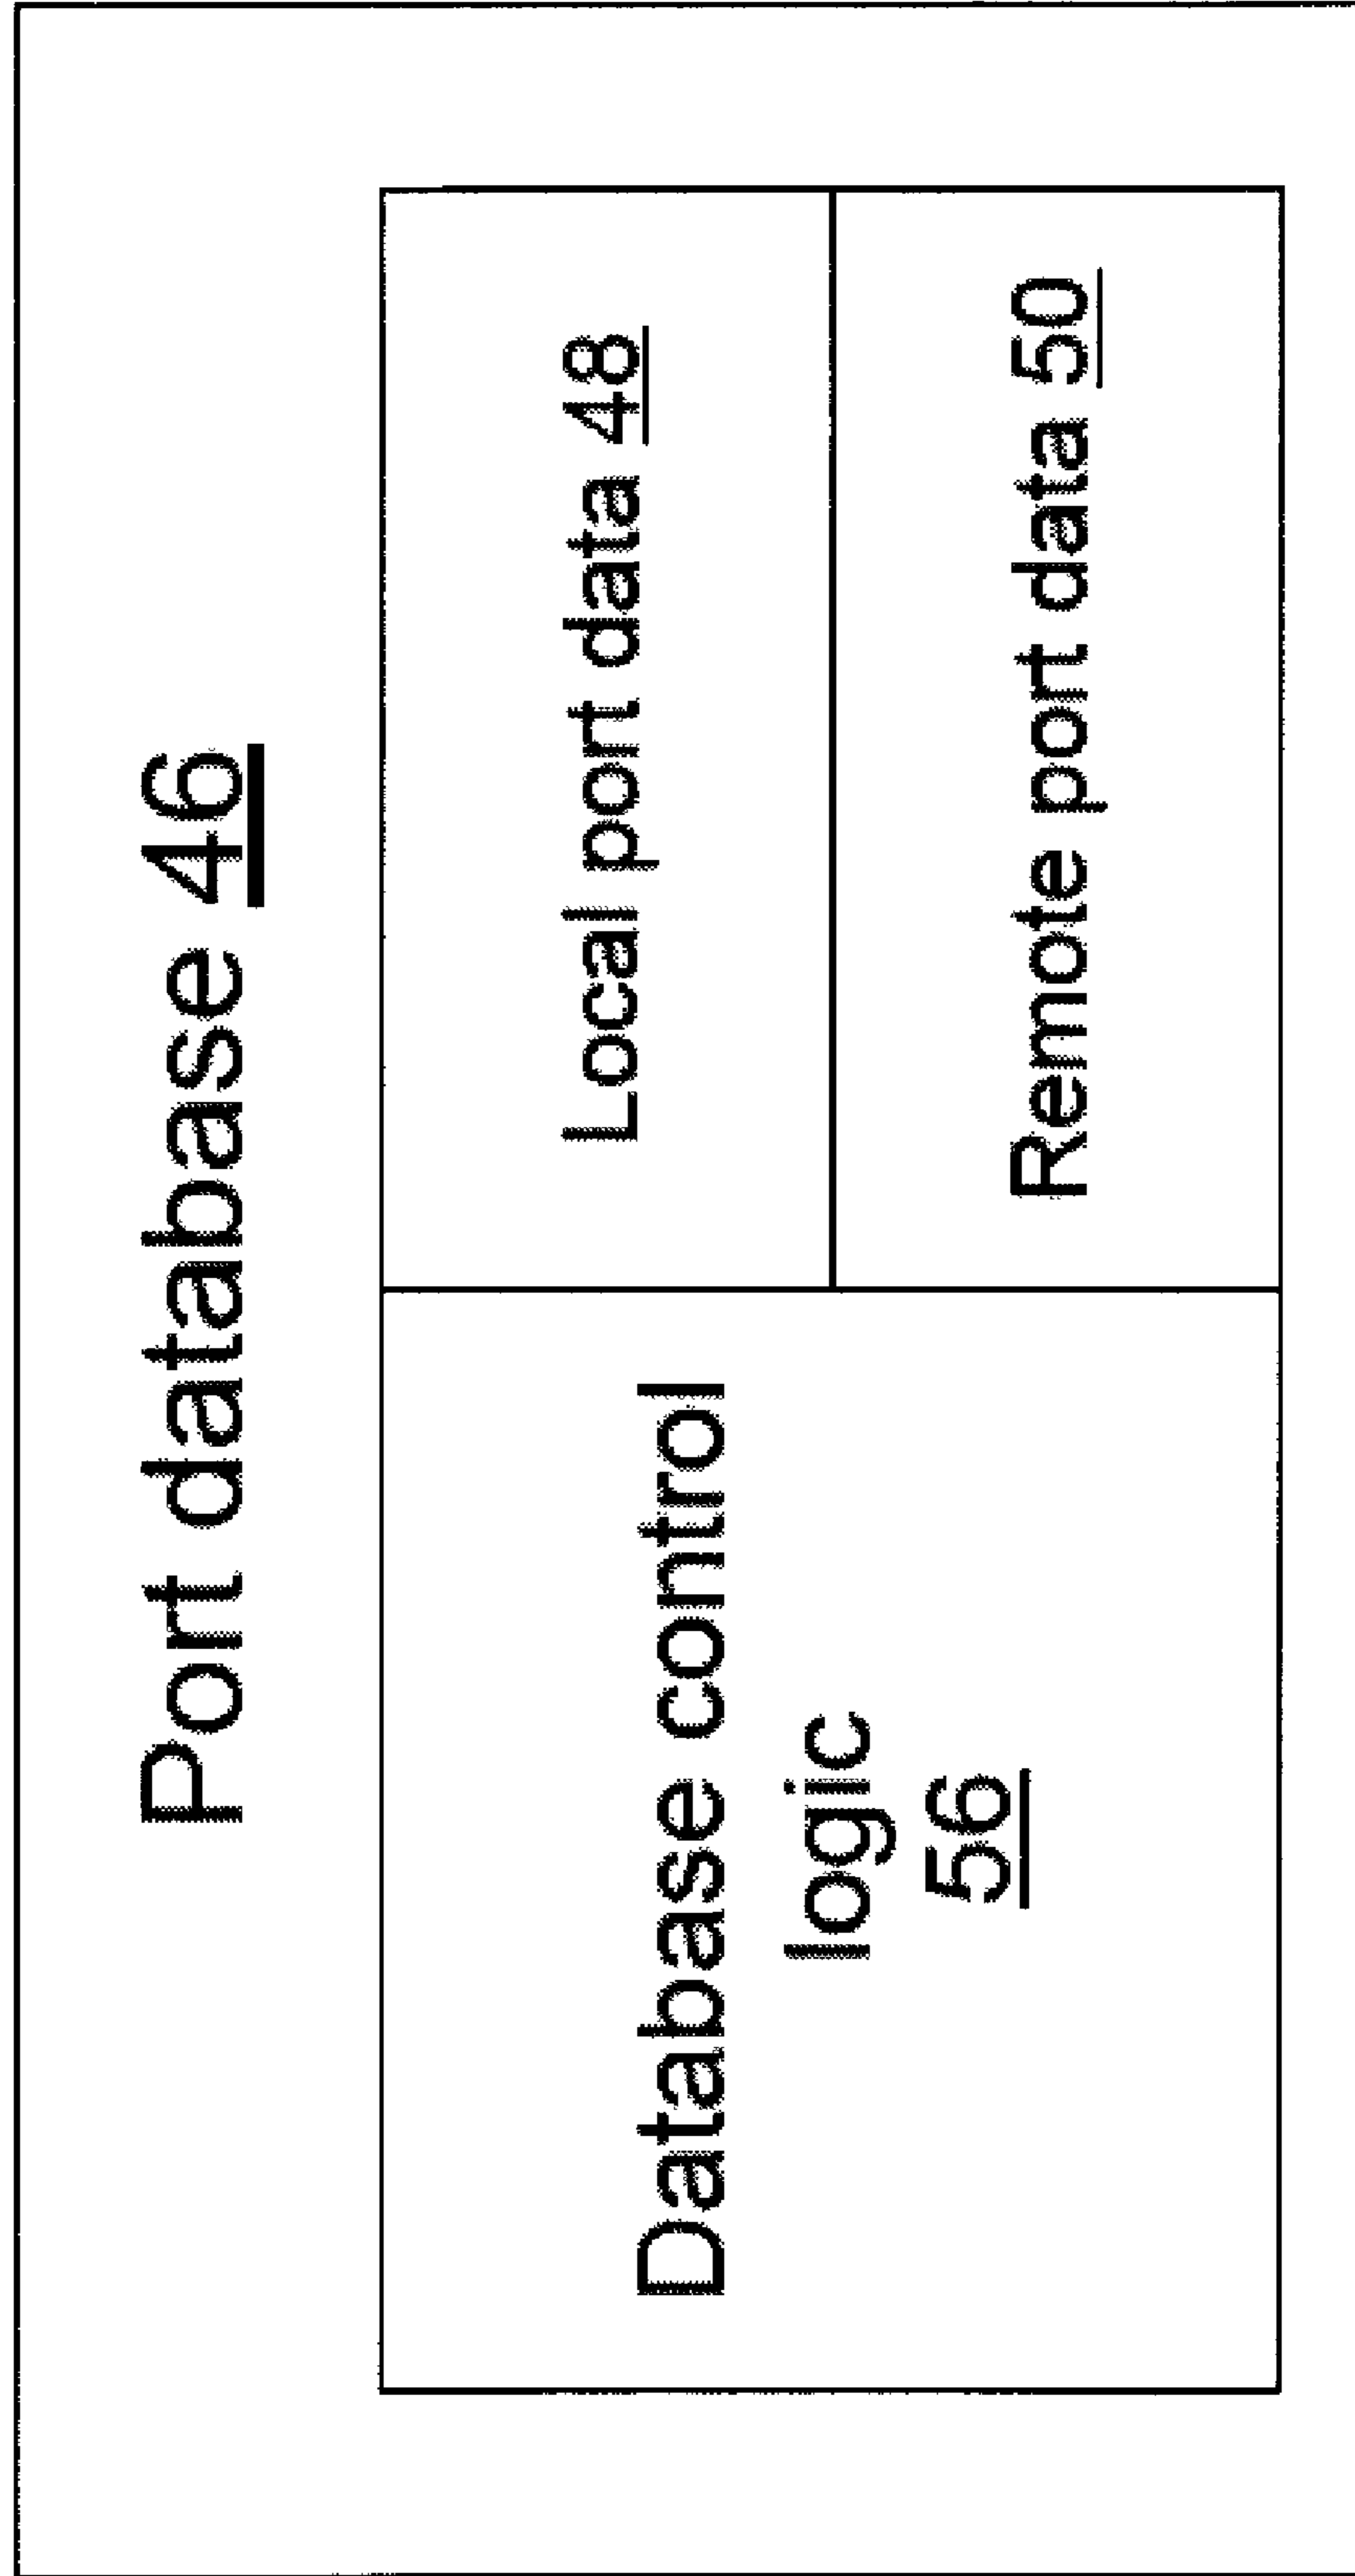 Port database 46
Database control
logic
56
Local port data 48
Remote port data 50